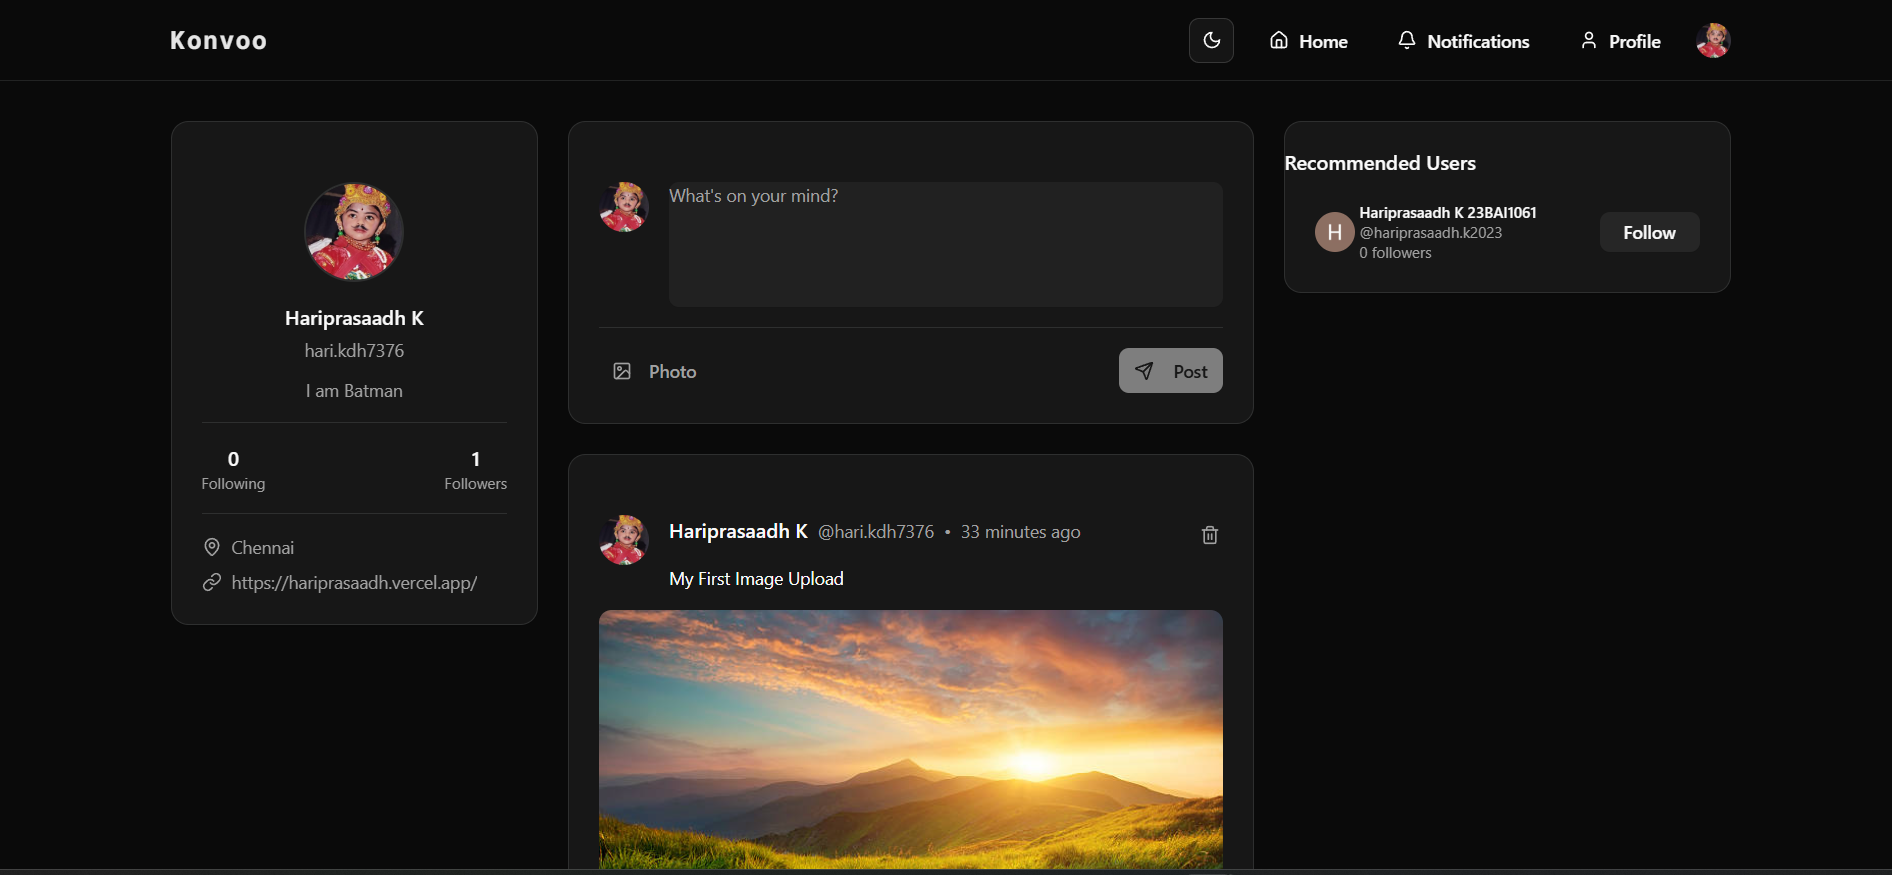 Konvoo
Home
Notifications
Profile
Hariprasaadh K
hari.kdh7376
I am Batman
0
Following
1
Followers
Chennai
https://hariprasaadh.vercel.app/
What's on your mind?
Photo
Post
Hariprasaadh K @hari.kdh7376 • 33 minutes ago
My First Image Upload
Recommended Users
H
Hariprasaadh K 23BAI1061
@hariprasaadh.k2023
0 followers
Follow